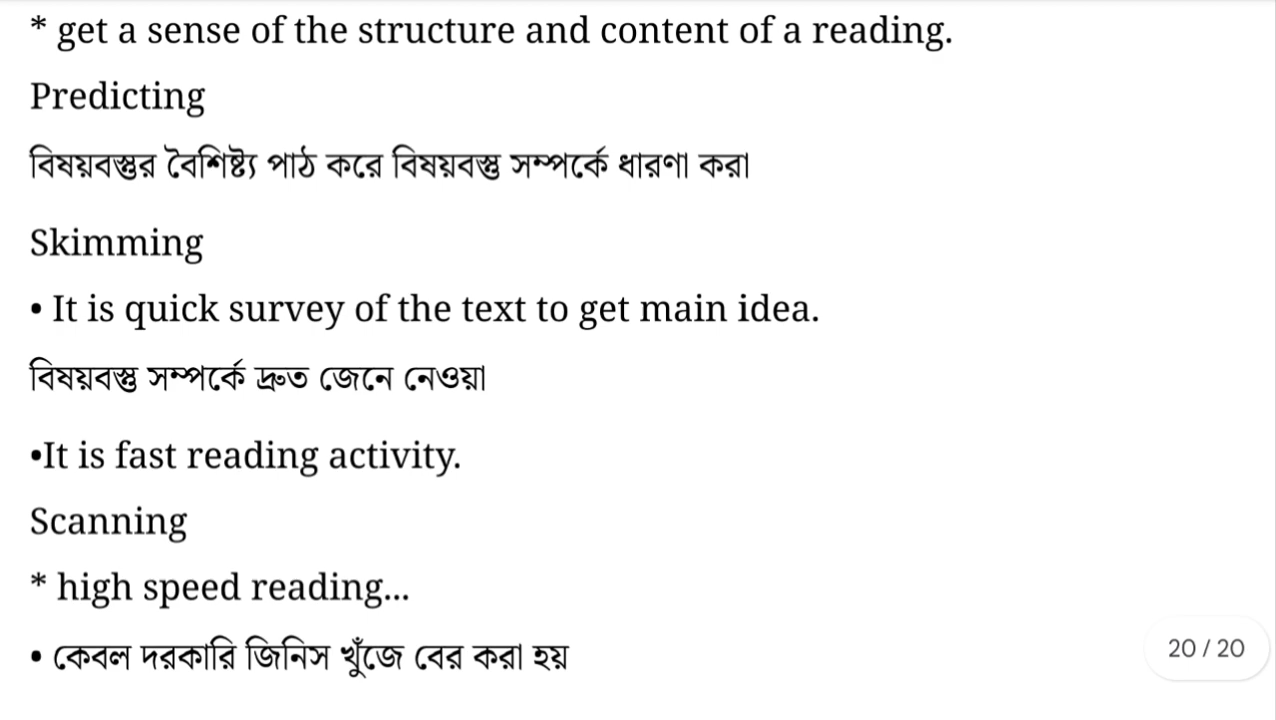 * get a sense of the structure and content of a reading.
Predicting
বিষয়বস্তুর বৈশিষ্ট্য পাঠ করে বিষয়বস্তু সম্পর্কে ধারণা করা
Skimming
• It is quick survey of the text to get main idea.
বিষয়বস্তু সম্পর্কে দ্রুত জেনে নেওয়া
•It is fast reading activity.
Scanning
* high speed reading...
• কেবল দরকারি জিনিস খুঁজে বের করা হয়
20 / 20